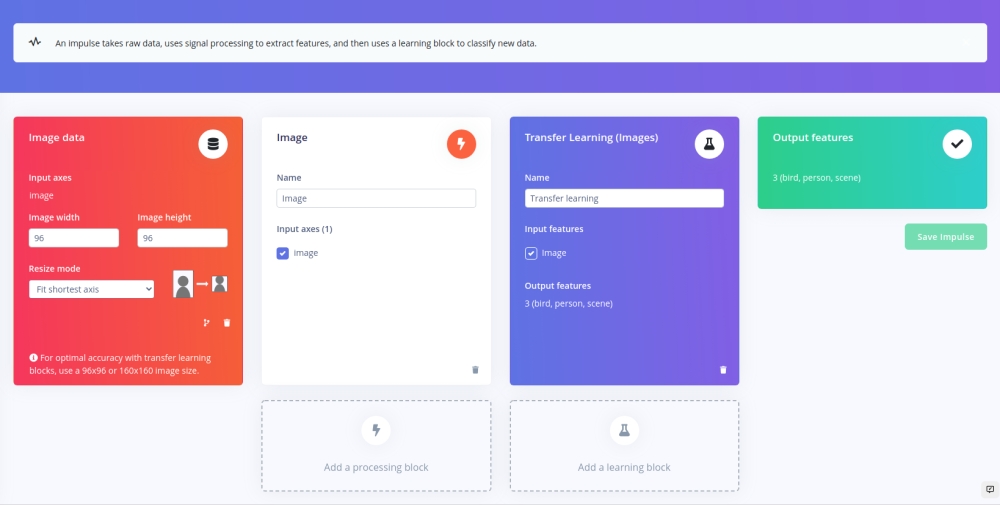 An impulse takes raw data, uses signal processing to extract features, and then uses a learning block to classify new data.
Image data
Input axes
image
Image width
Image height
96
96
Resize mode
Fit shortest axis
For optimal accuracy with transfer learning
blocks, use a 96x96 or 160x160 image size.
Image
Name
Image
Input axes (1)
image
Add a processing block
Transfer Learning (Images)
Name
Transfer learning
Input features
Image
Output features
3 (bird, person, scene)
Add a learning block
Output features
3 (bird, person, scene)
Save Impulse